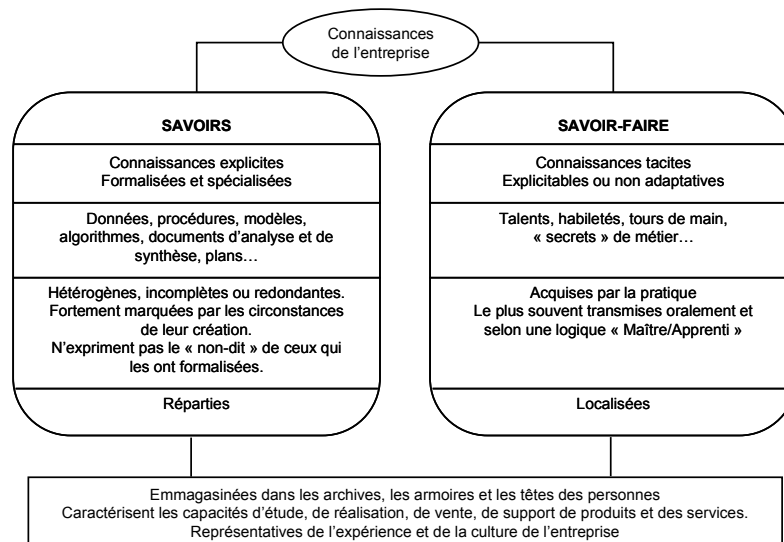 Connaissances
de l'entreprise
SAVOIRS
Connaissances explicites
Formalisées et spécialisées
Données, procédures, modèles,
algorithmes, documents d'analyse et de
synthèse, plans…
Hétérogènes, incomplètes ou redondantes.
Fortement marquées par les circonstances
de leur création.
N'expriment pas le « non-dit » de ceux qui
les ont formalisées.
Réparties
SAVOIR-FAIRE
Connaissances tacites
Explicitables ou non adaptatives
Talents, habiletés, tours de main,
« secrets » de métier…
Acquises par la pratique
Le plus souvent transmises oralement et
selon une logique « Maître/Apprenti »
Localisées
Emmagasinées dans les archives, les armoires et les têtes des personnes
Caractérisent les capacités d'étude, de réalisation, de vente, de support de produits et des services.
Représentatives de l'expérience et de la culture de l'entreprise